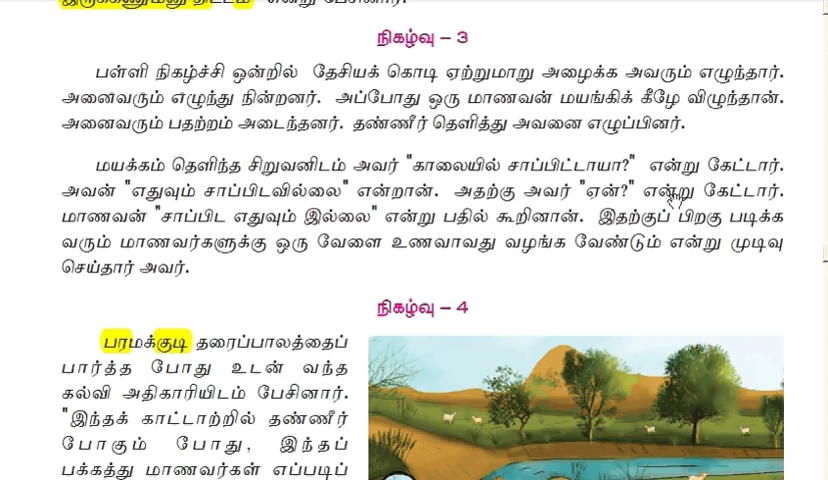 இருக்கணும்னு திட்டம்" என்று பேசினார்.
நிகழ்வு – 3
பள்ளி நிகழ்ச்சி ஒன்றில் தேசியக் கொடி ஏற்றுமாறு அழைக்க அவரும் எழுந்தார்.
அனைவரும் எழுந்து நின்றனர். அப்போது ஒரு மாணவன் மயங்கிக் கீழே விழுந்தான்.
அனைவரும் பதற்றம் அடைந்தனர். தண்ணீர் தெளித்து அவனை எழுப்பினர்.
மயக்கம் தெளிந்த சிறுவனிடம் அவர் "காலையில் சாப்பிட்டாயா?" என்று கேட்டார்.
அவன் "எதுவும் சாப்பிடவில்லை" என்றான். அதற்கு அவர் "ஏன்?" என்று கேட்டார்.
மாணவன் "சாப்பிட எதுவும் இல்லை" என்று பதில் கூறினான். இதற்குப் பிறகு படிக்க
வரும் மாணவர்களுக்கு ஒரு வேளை உணவாவது வழங்க வேண்டும் என்று முடிவு
செய்தார் அவர்.
நிகழ்வு – 4
பரமக்குடி தரைப்பாலத்தைப்
பார்த்த போது உடன் வந்த
கல்வி அதிகாரியிடம் பேசினார்.
"இந்தக் காட்டாற்றில் தண்ணீர்
போகும் போது, இந்தப்
பக்கத்து மாணவர்கள் எப்படிப்